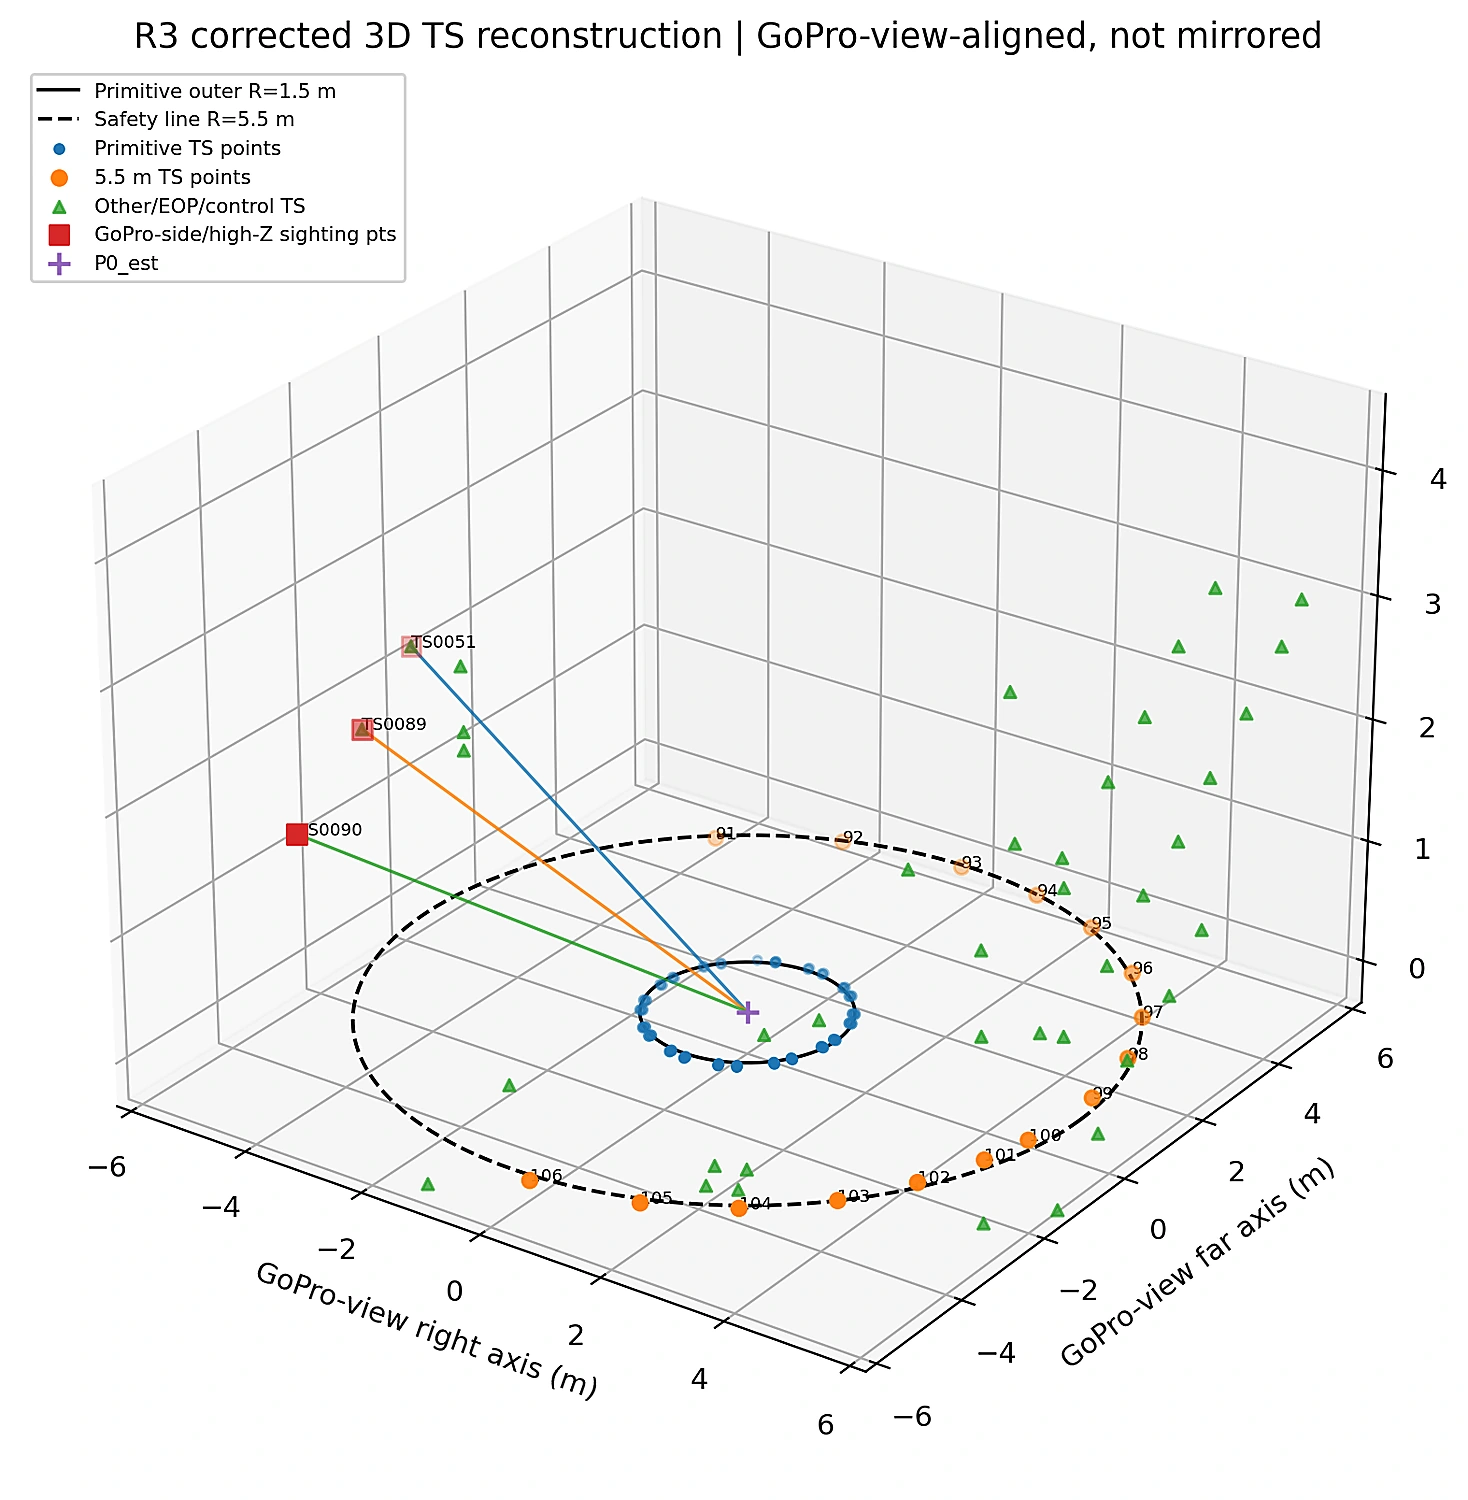 R3 corrected 3D TS reconstruction | GoPro-view-aligned, not mirrored
Primitive outer R=1.5 m
Safety line R=5.5 m
Primitive TS points
5.5 m TS points
Other/EOP/control TS
GoPro-side/high-Z sighting pts
P0_est
4
3
2
1
0
TS0051
TS0089
S0090
91
92
93
94
95
96
97
98
99
100
101
102
103
104
105
106
−6
−4
−2
0
2
4
6
GoPro-view right axis (m)
−6
−4
−2
0
2
4
6
GoPro-view far axis (m)